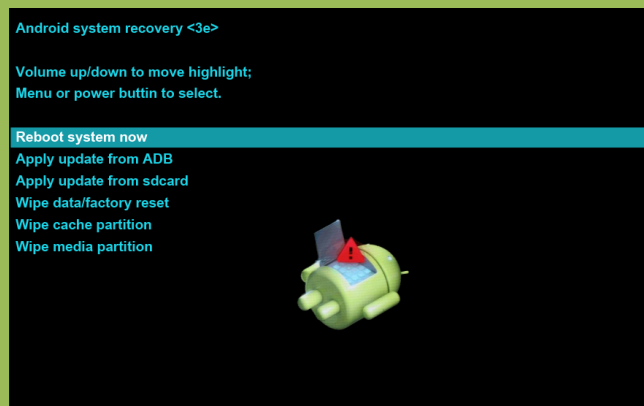 Android system recovery <3e>
Volume up/down to move highlight;
Menu or power buttin to select.
Reboot system now
Apply update from ADB
Apply update from sdcard
Wipe data/factory reset
Wipe cache partition
Wipe media partition